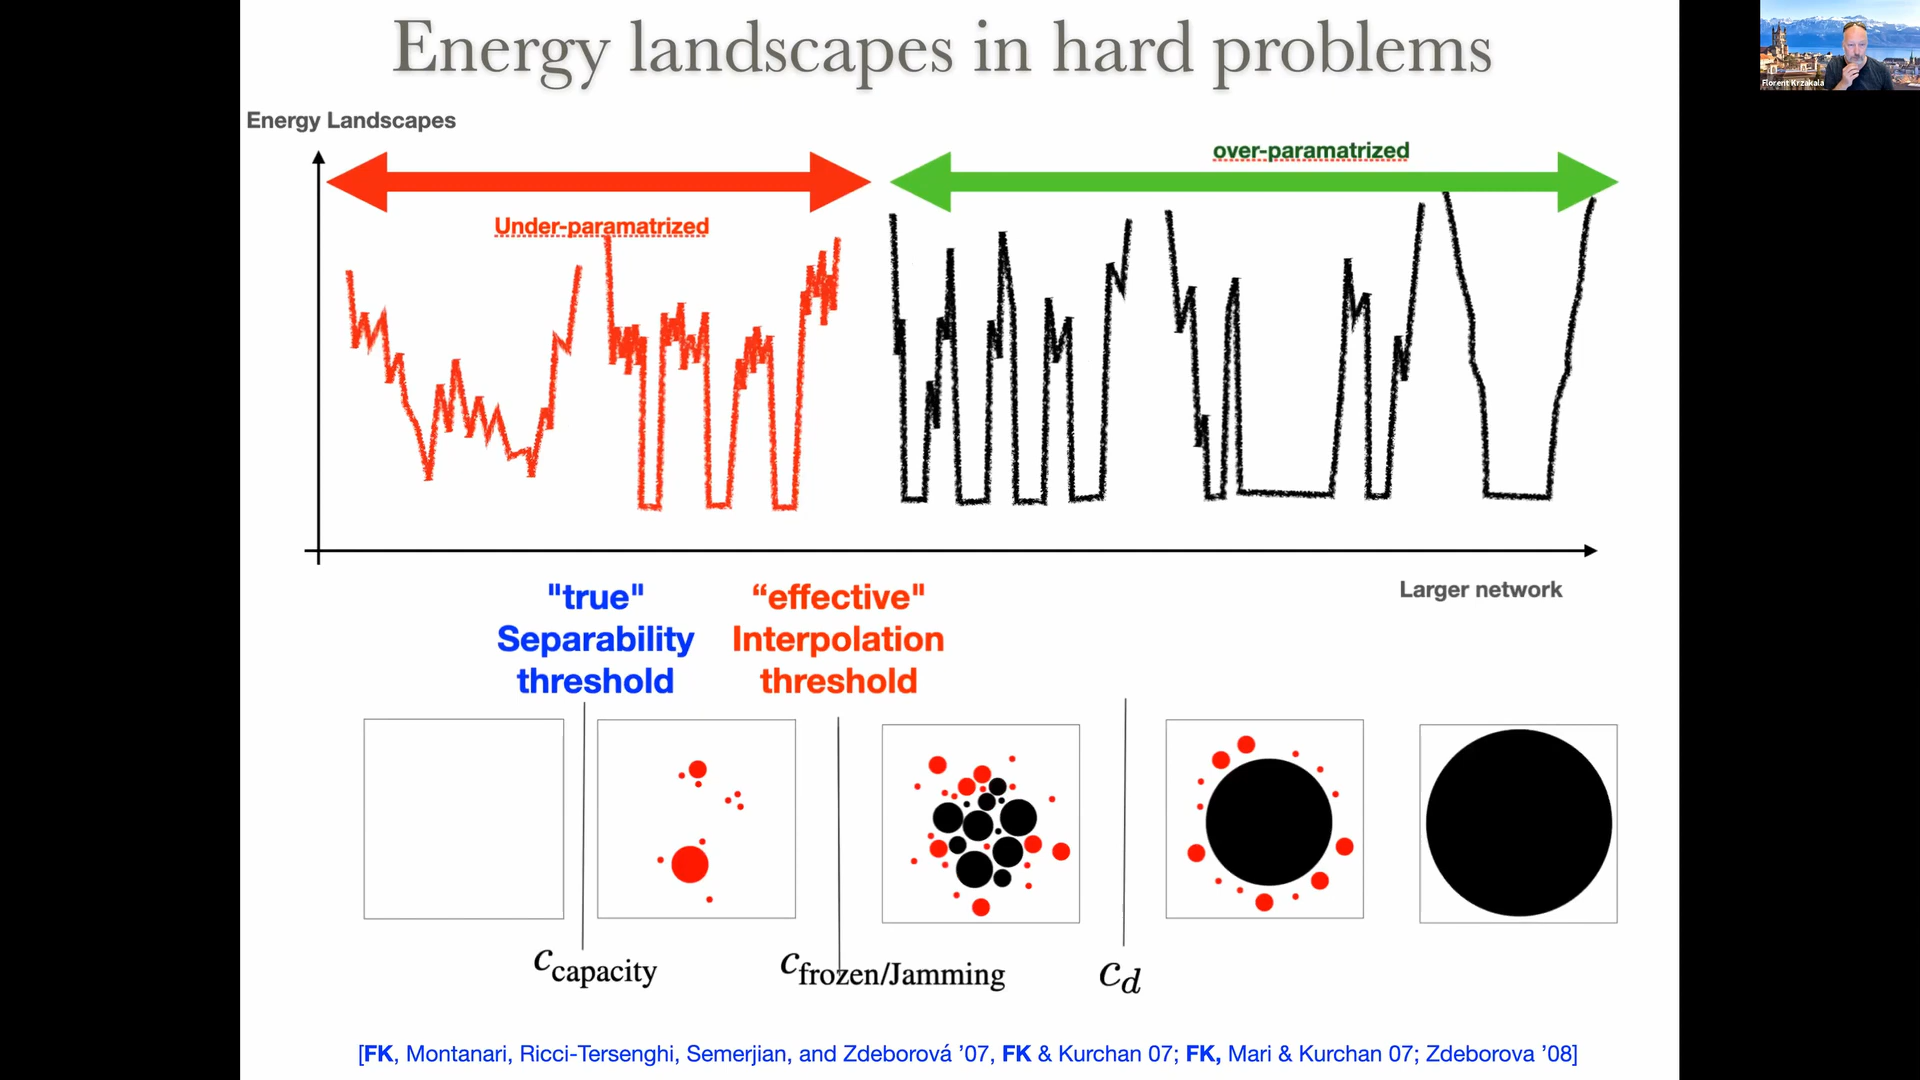 Energy landscapes in hard problems
Florent Krzakala
Energy Landscapes
over-paramatrized
Under-paramatrized
Larger network
"true"
Separability
threshold
“effective"
Interpolation
threshold
c_capacity
c_frozen/Jamming
c_d
[FK, Montanari, Ricci-Tersenghi, Semerjian, and Zdeborová ’07, FK & Kurchan 07; FK, Mari & Kurchan 07; Zdeborova ’08]